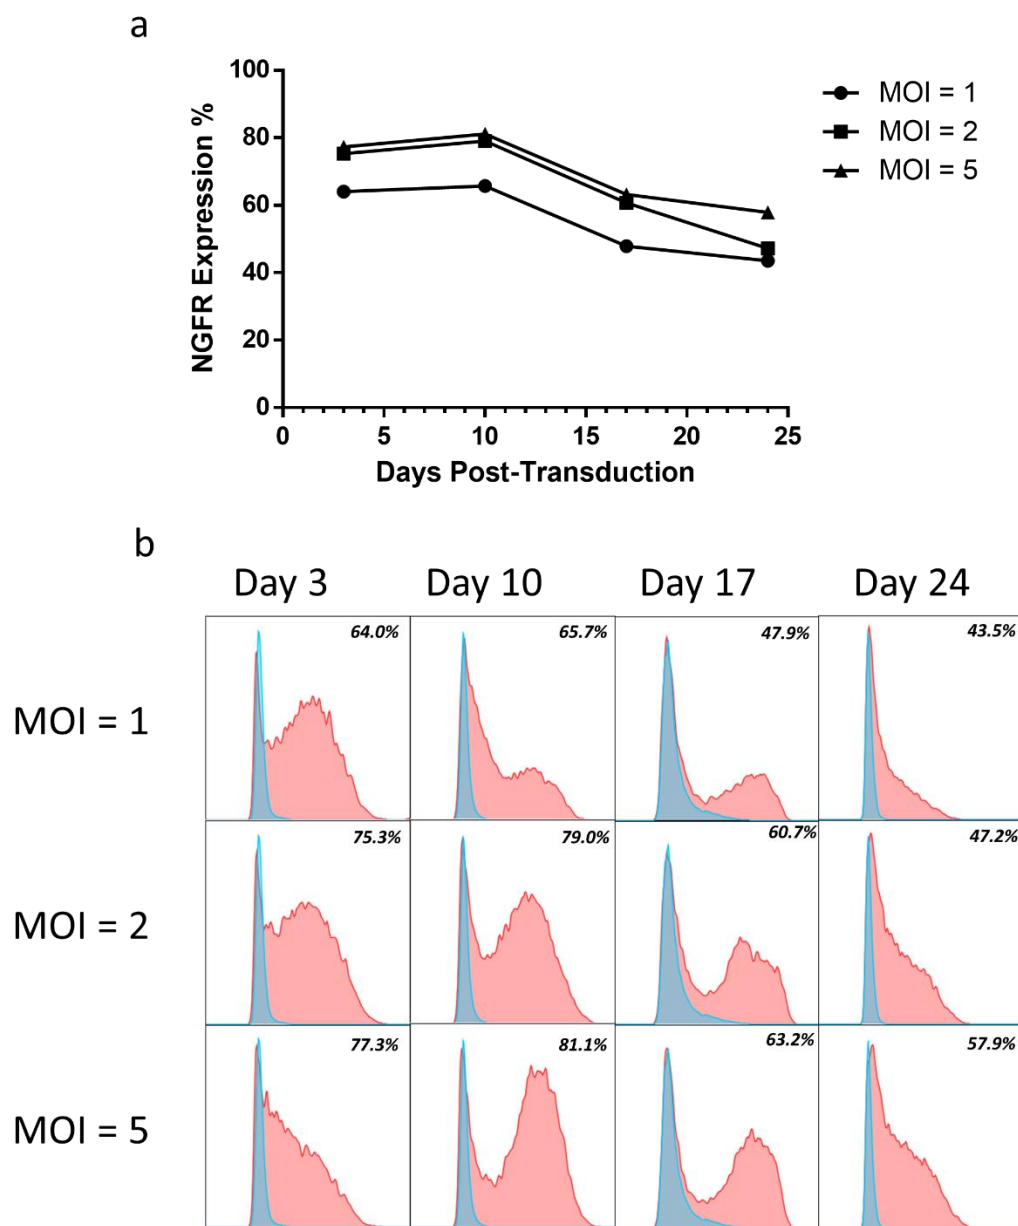 a
100
80
60
40
20
0
NGFR Expression %
0 5 10 15 20 25
Days Post-Transduction
MOI = 1
MOI = 2
MOI = 5
b
Day 3 Day 10 Day 17 Day 24
MOI = 1
64.0% 65.7% 47.9% 43.5%
MOI = 2
75.3% 79.0% 60.7% 47.2%
MOI = 5
77.3% 81.1% 63.2% 57.9%